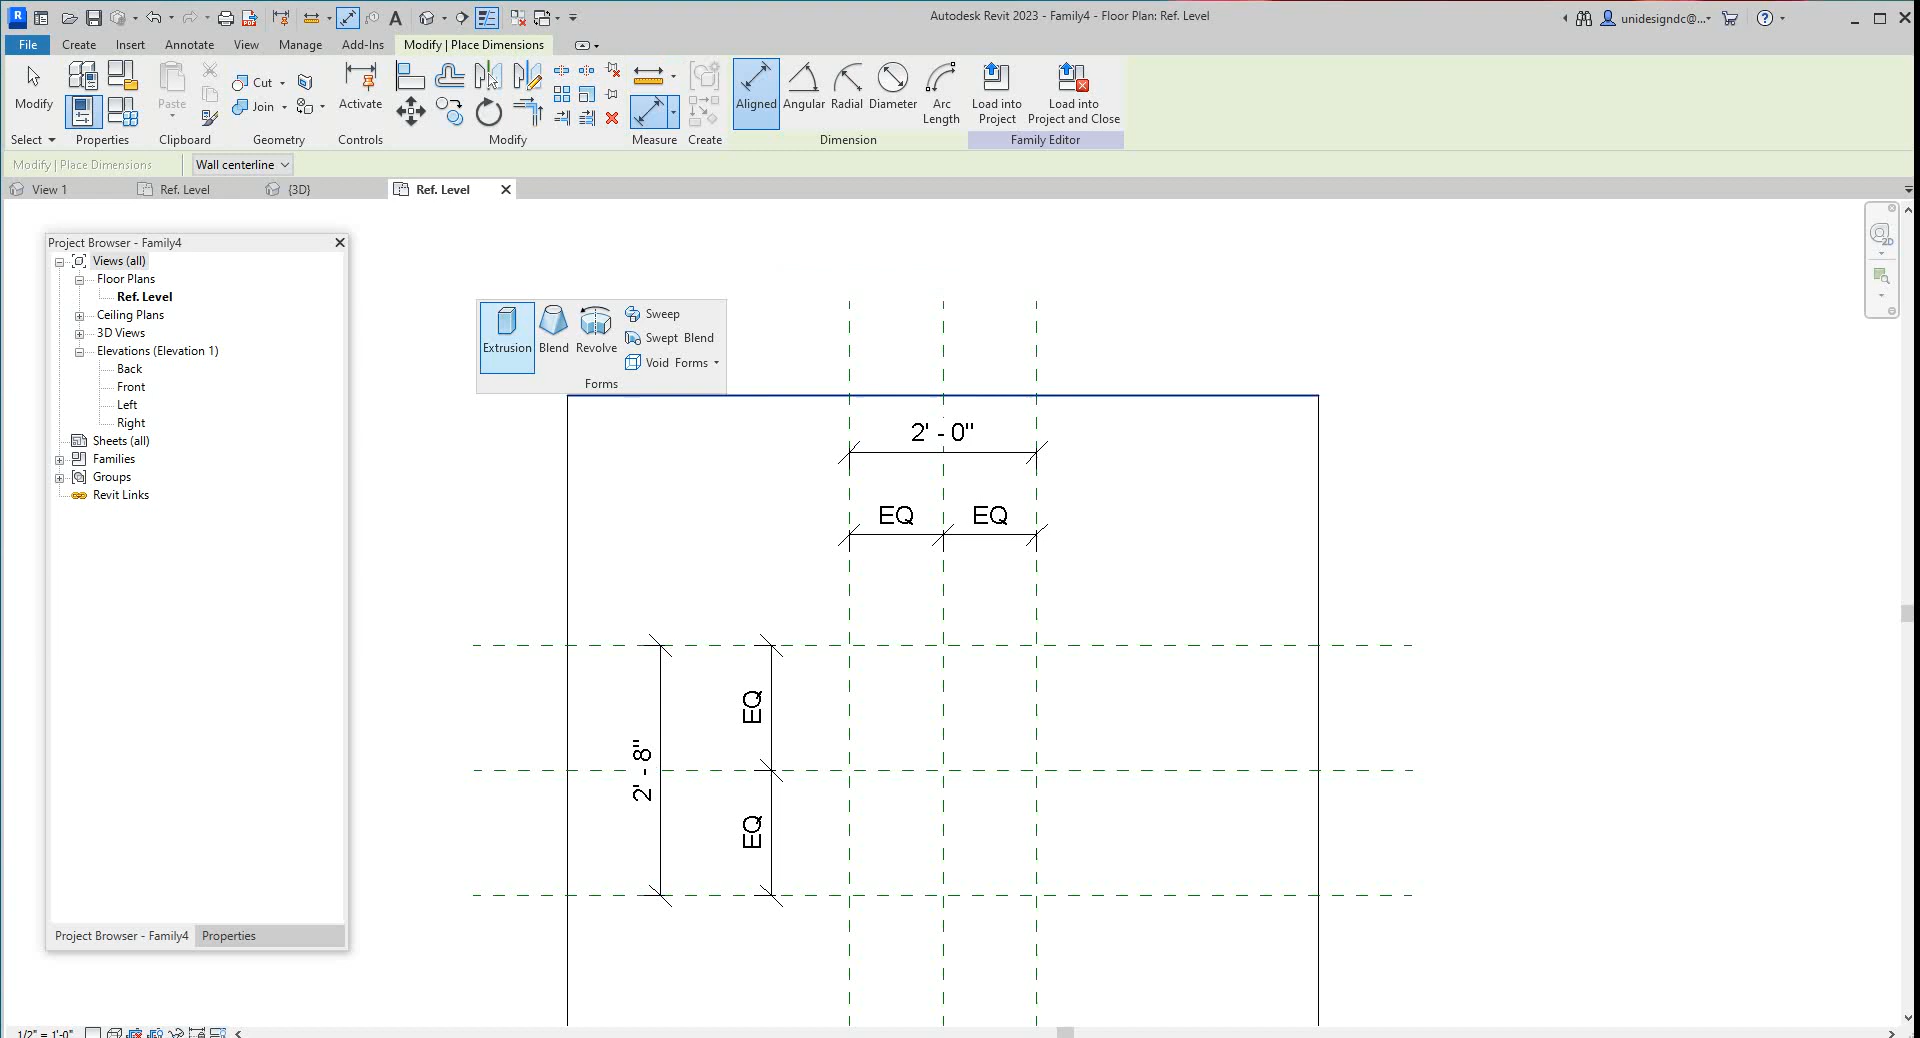 Autodesk Revit 2023 - Family4 - Floor Plan: Ref. Level
unidesigndc@...
File Create Insert Annotate View Manage Add-Ins Modify | Place Dimensions
Modify
Paste
Cut
Join
Activate
Aligned Angular Radial Diameter Arc Length
Load into Project
Load into Project and Close
Select Properties Clipboard Geometry Controls Modify Measure Create Dimension Family Editor
Modify | Place Dimensions Wall centerline
View 1 Ref. Level {3D} Ref. Level
2D
Project Browser - Family4
Views (all)
Floor Plans
Ref. Level
Ceiling Plans
3D Views
Elevations (Elevation 1)
Back
Front
Left
Right
Sheets (all)
Families
Groups
Revit Links
Project Browser - Family4 Properties
Extrusion Blend Revolve
Sweep
Swept Blend
Void Forms
Forms
2' - 0"
EQ EQ
EQ
2' - 8"
EQ
1/2" = 1'-0"